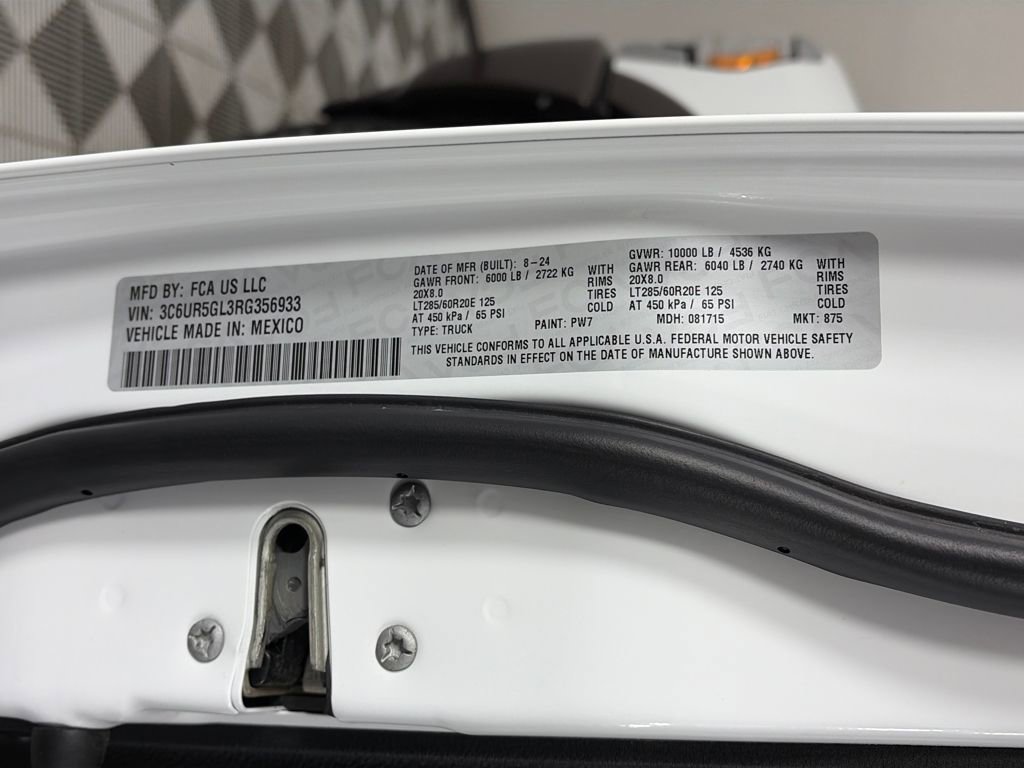 MFD BY: FCA US LLC
VIN: 3C6UR5GL3RG356933
VEHICLE MADE IN: MEXICO
DATE OF MFR (BUILT): 8-24
GAWR FRONT: 6000 LB / 2722 KG WITH
20X8.0 RIMS
LT285/60R20E 125 TIRES
AT 450 kPa / 65 PSI COLD
TYPE: TRUCK PAINT: PW7
GVWR: 10000 LB / 4536 KG
GAWR REAR: 6040 LB / 2740 KG WITH
20X8.0 RIMS
LT285/60R20E 125 TIRES
AT 450 kPa / 65 PSI COLD
MDH: 081715 MKT: 875
THIS VEHICLE CONFORMS TO ALL APPLICABLE U.S.A. FEDERAL MOTOR VEHICLE SAFETY
STANDARDS IN EFFECT ON THE DATE OF MANUFACTURE SHOWN ABOVE.